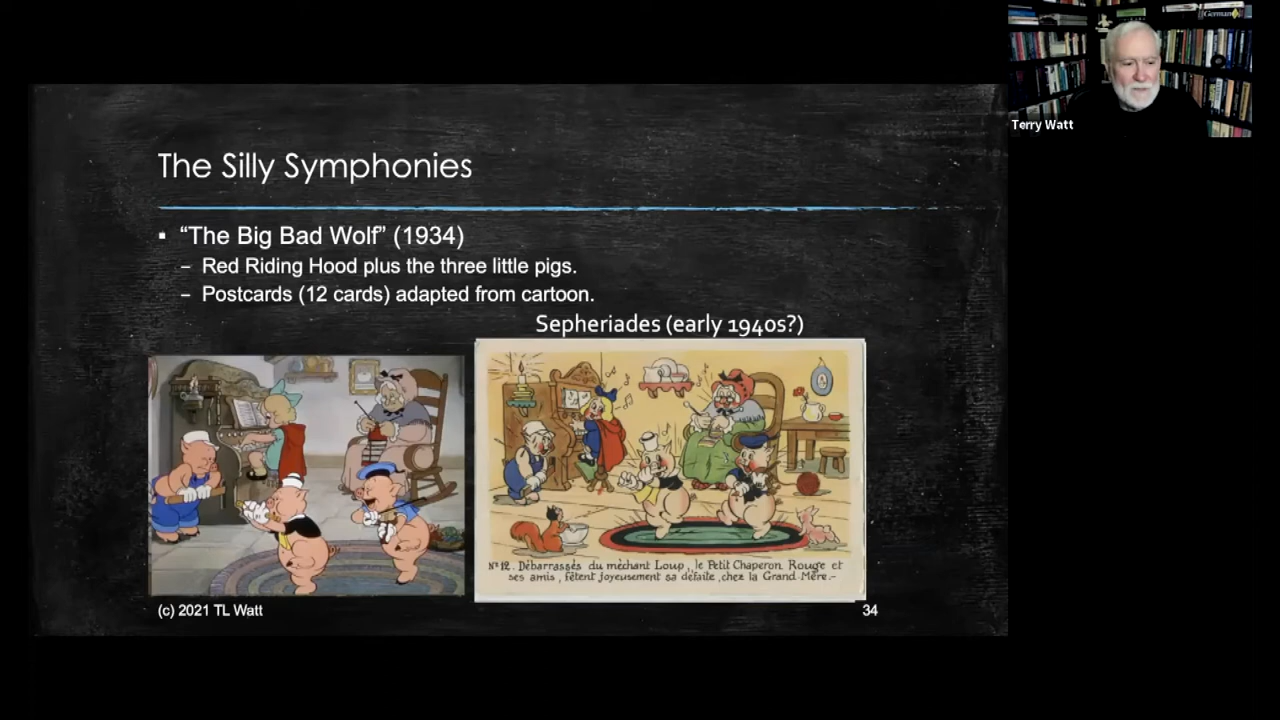 German
Terry Watt
The Silly Symphonies
▪ “The Big Bad Wolf” (1934)
– Red Riding Hood plus the three little pigs.
– Postcards (12 cards) adapted from cartoon.
Sepheriades (early 1940s?)
Nº 12. Débarrassés du méchant Loup, le Petit Chaperon Rouge et
ses amis, fêtent joyeusement sa défaite, chez la Grand-Mère.-
(c) 2021 TL Watt
34